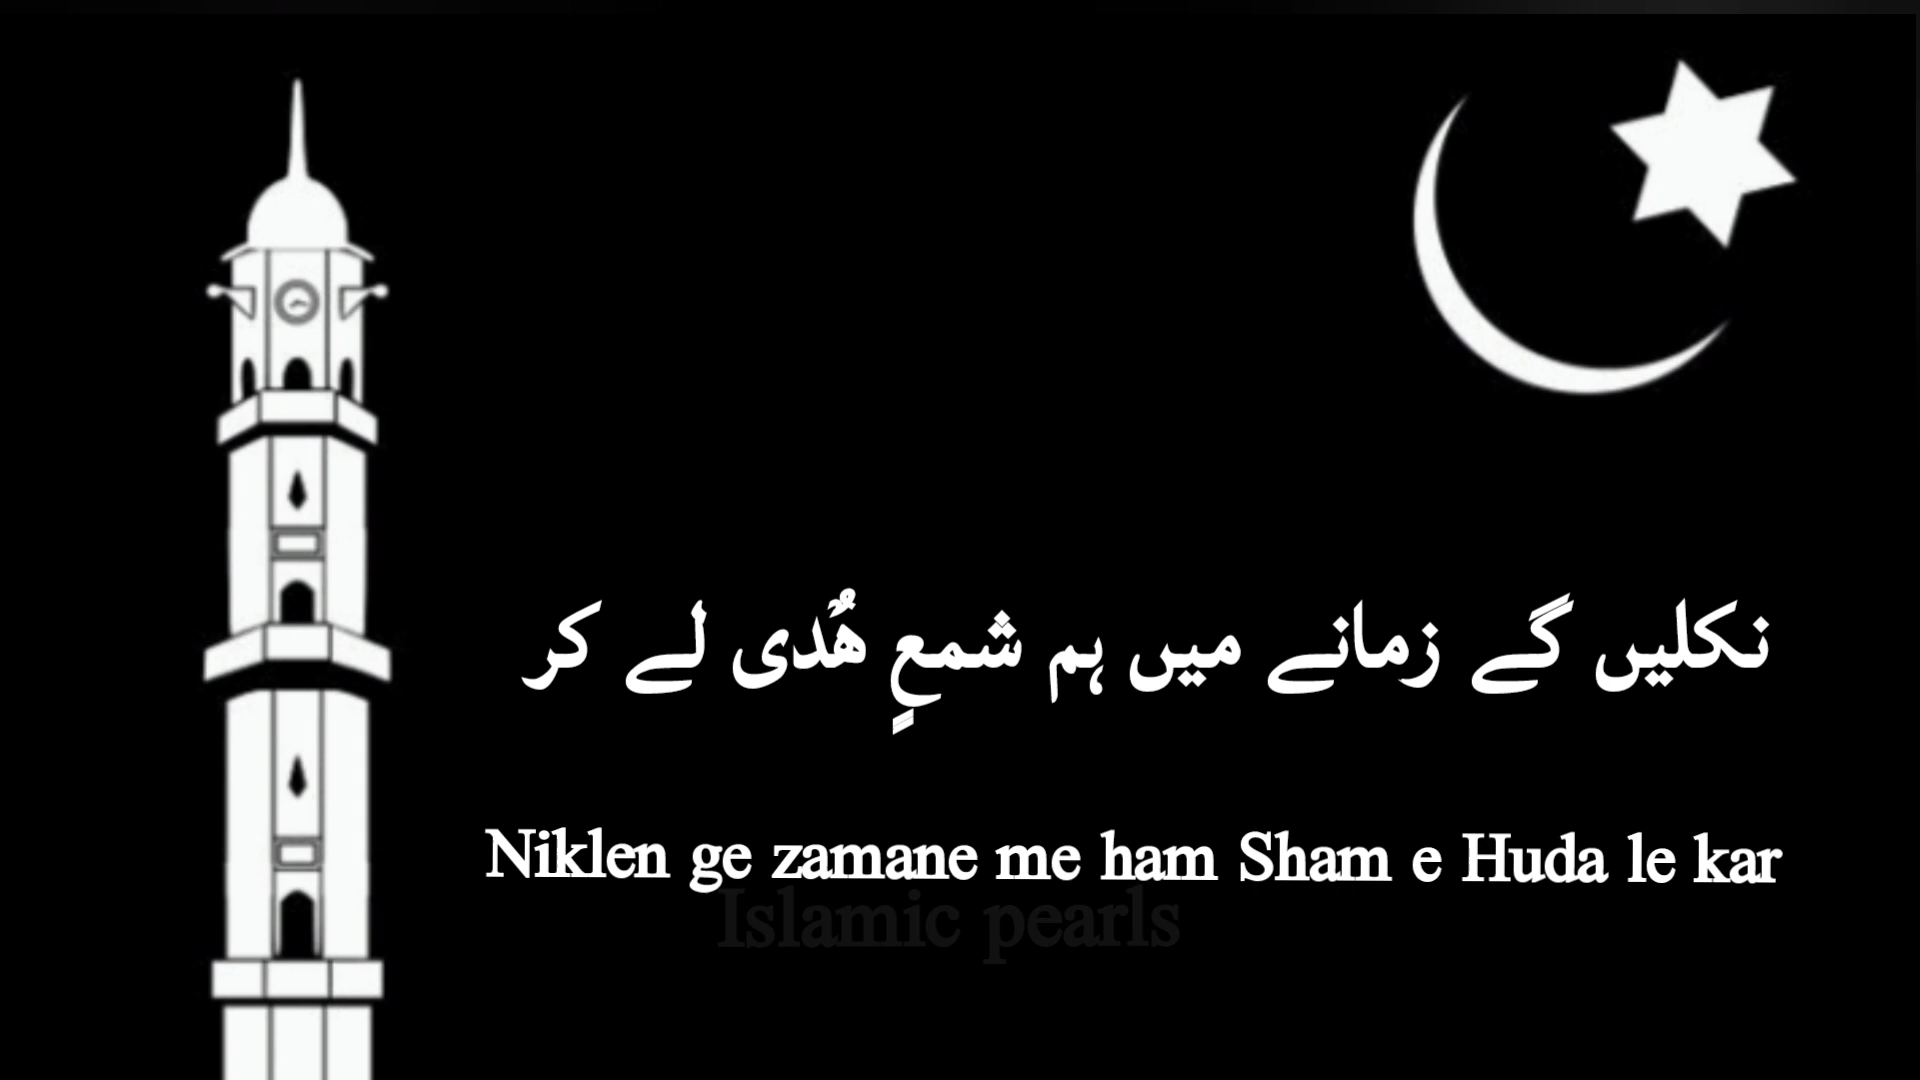 نکلیں گے زمانے میں ہم شمعٍ ھُدی لے کر
Niklen ge zamane me ham Sham e Huda le kar
Islamic pearls